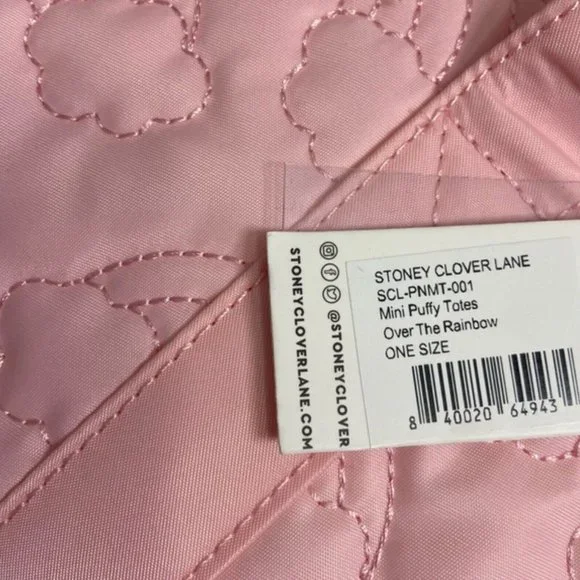 STONEYCLOVERLANE.COM
@STONEYCLOVER
STONEY CLOVER LANE
SCL-PNMT-001
Mini Puffy Totes
Over The Rainbow
ONE SIZE
8 40020 64943